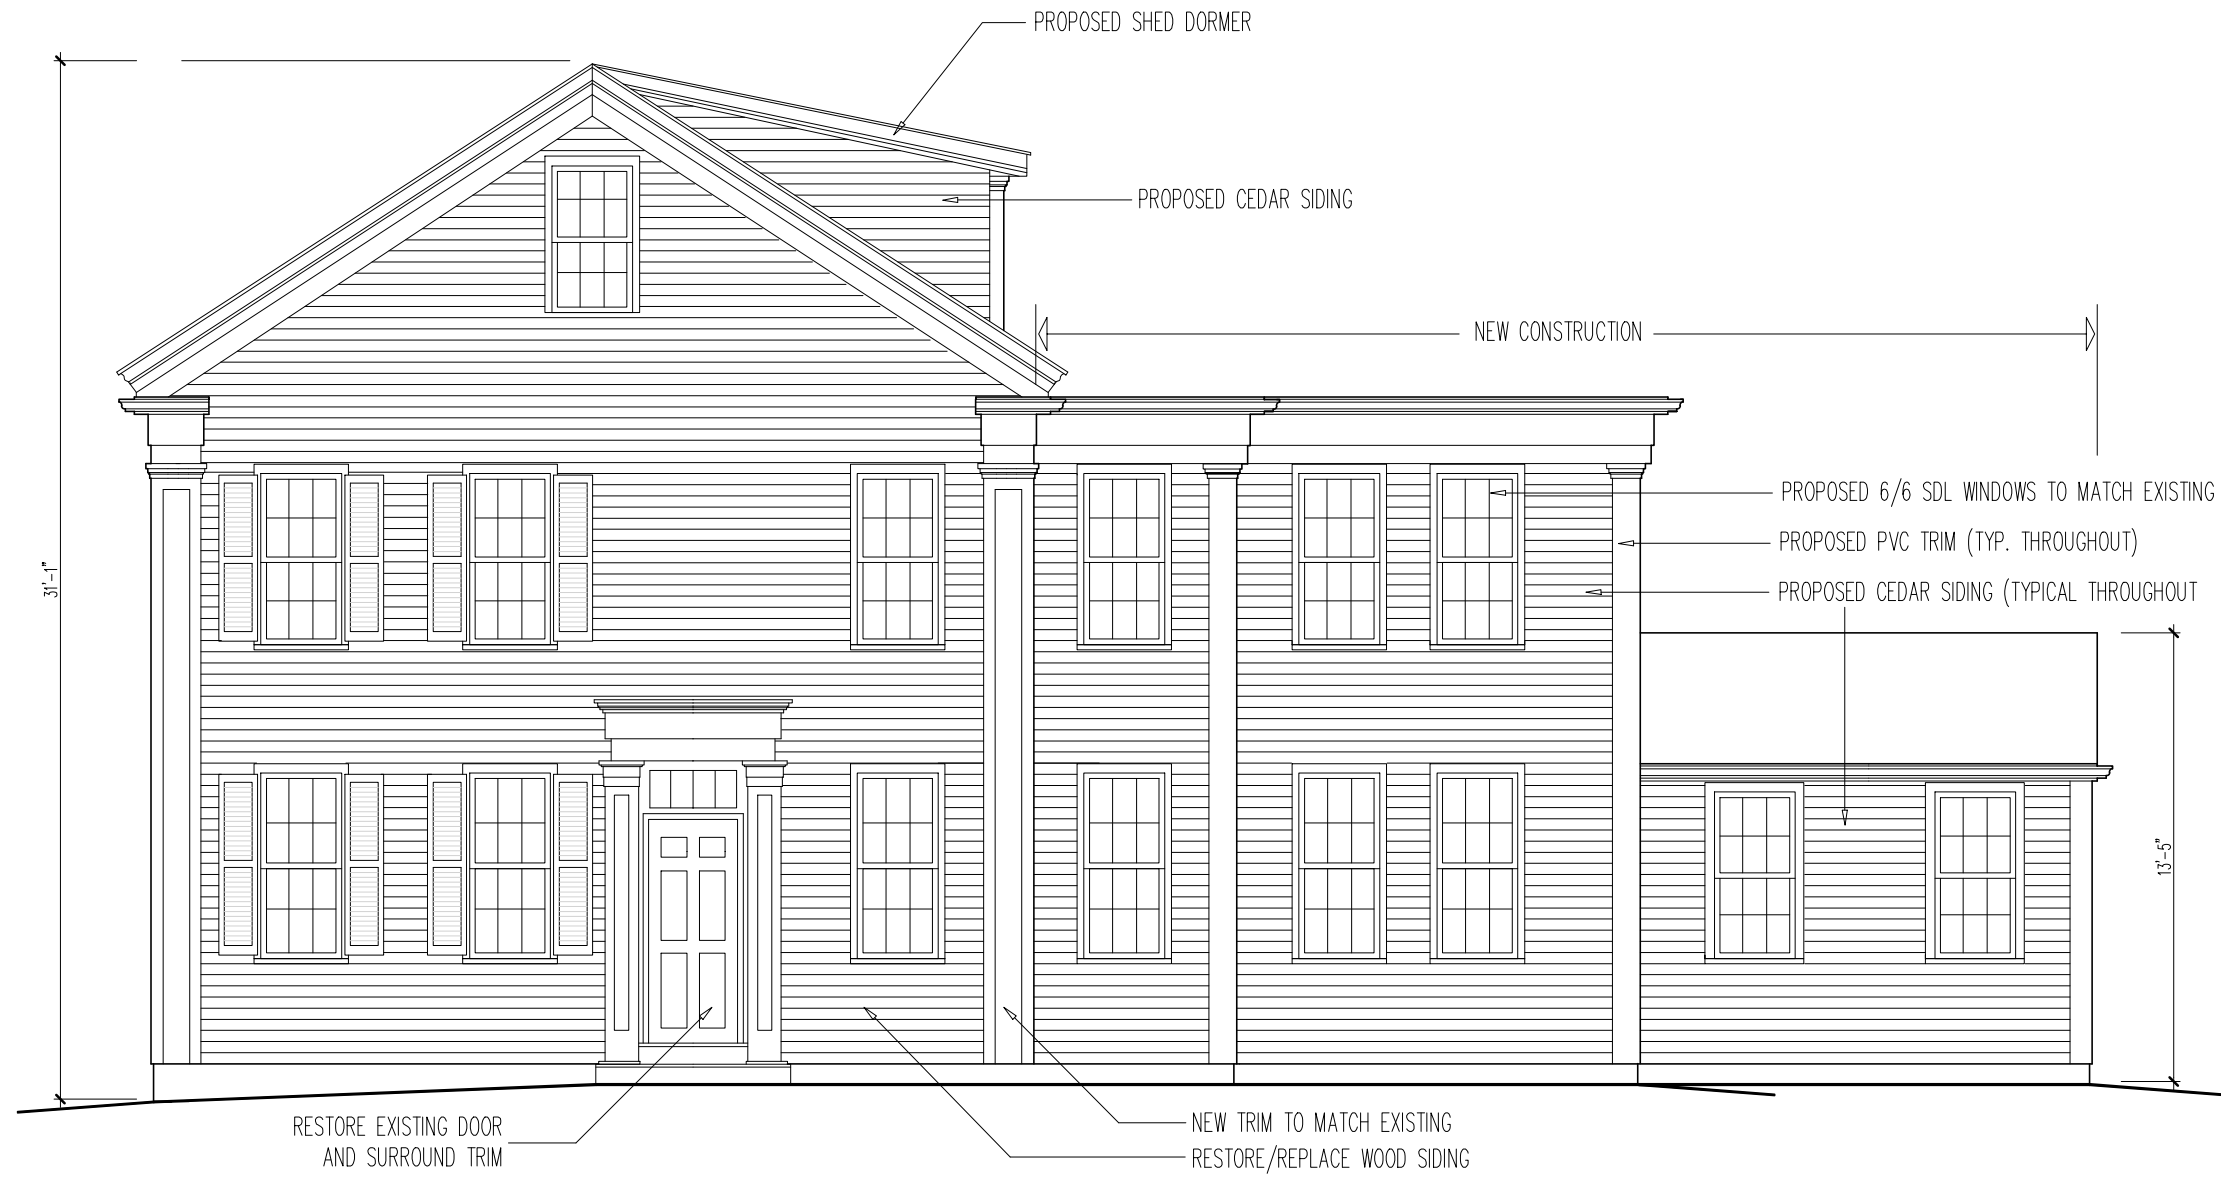 PROPOSED SHED DORMER
PROPOSED CEDAR SIDING
NEW CONSTRUCTION
PROPOSED 6/6 SDL WINDOWS TO MATCH EXISTING
PROPOSED PVC TRIM (TYP. THROUGHOUT)
PROPOSED CEDAR SIDING (TYPICAL THROUGHOUT
31'-1"
13'-5"
RESTORE EXISTING DOOR
AND SURROUND TRIM
NEW TRIM TO MATCH EXISTING
RESTORE/REPLACE WOOD SIDING